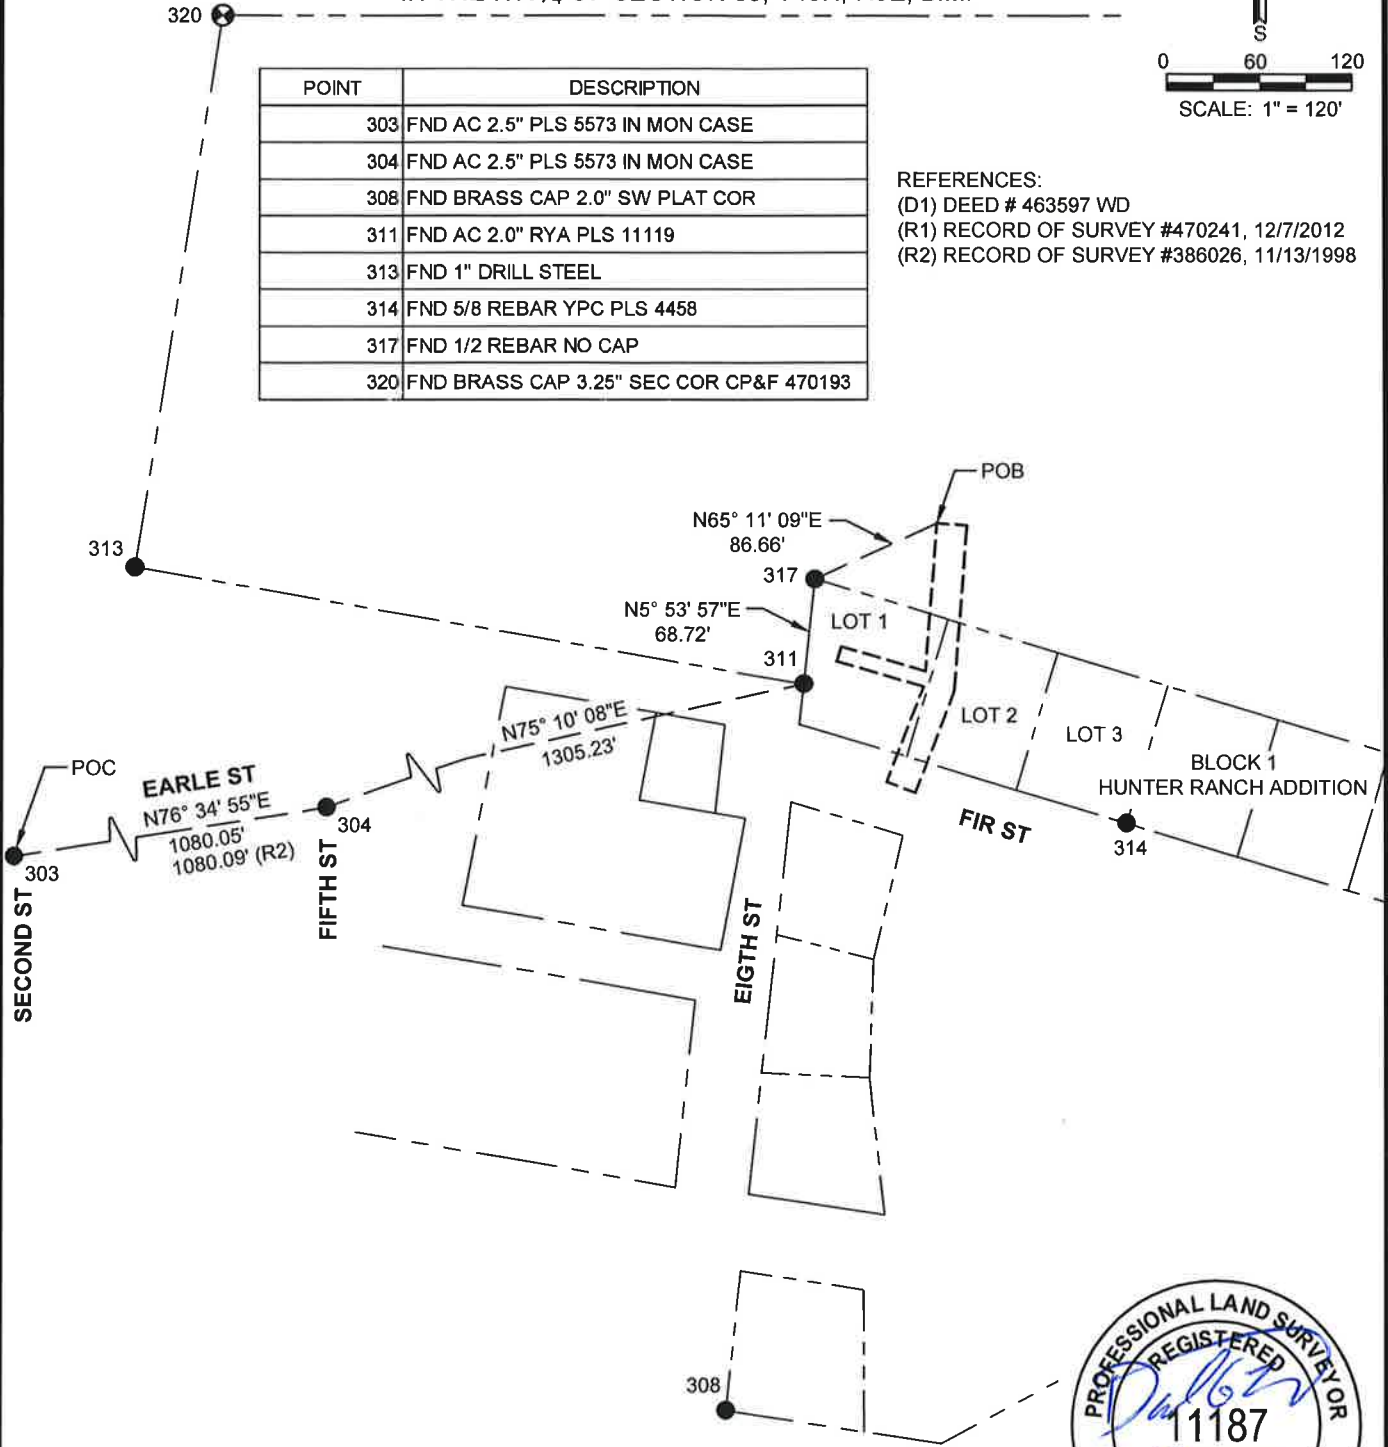 320
S
0 60 120
SCALE: 1" = 120'
POINT DESCRIPTION
303 FND AC 2.5" PLS 5573 IN MON CASE
304 FND AC 2.5" PLS 5573 IN MON CASE
308 FND BRASS CAP 2.0" SW PLAT COR
311 FND AC 2.0" RYA PLS 11119
313 FND 1" DRILL STEEL
314 FND 5/8 REBAR YPC PLS 4458
317 FND 1/2 REBAR NO CAP
320 FND BRASS CAP 3.25" SEC COR CP&F 470193
REFERENCES:
(D1) DEED # 463597 WD
(R1) RECORD OF SURVEY #470241, 12/7/2012
(R2) RECORD OF SURVEY #386026, 11/13/1998
POB
N65° 11' 09"E
86.66'
313
317
N5° 53' 57"E
68.72'
LOT 1
311
LOT 2
LOT 3
BLOCK 1
HUNTER RANCH ADDITION
N75° 10' 08"E
1305.23'
POC
EARLE ST
N76° 34' 55"E
1080.05'
1080.09' (R2)
304
303
FIR ST
314
SECOND ST
FIFTH ST
EIGTH ST
308
PROFESSIONAL LAND SURVEYOR
REGISTERED
11187